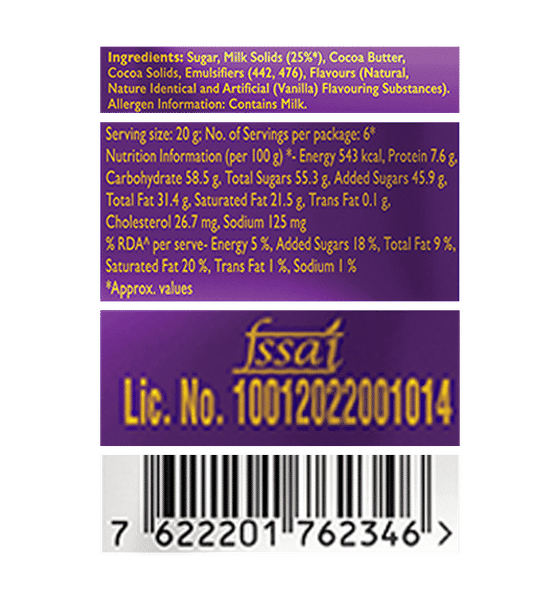 Ingredients: Sugar, Milk Solids (25%*), Cocoa Butter,
Cocoa Solids, Emulsifiers (442, 476), Flavours (Natural,
Nature Identical and Artificial (Vanilla) Flavouring Substances).
Allergen Information: Contains Milk.
Serving size: 20 g; No. of Servings per package: 6*
Nutrition Information (per 100 g) *- Energy 543 kcal, Protein 7.6 g,
Carbohydrate 58.5 g, Total Sugars 55.3 g, Added Sugars 45.9 g,
Total Fat 31.4 g, Saturated Fat 21.5 g, Trans Fat 0.1 g,
Cholesterol 26.7 mg, Sodium 125 mg
% RDA^ per serve- Energy 5 %, Added Sugars 18 %, Total Fat 9 %,
Saturated Fat 20 %, Trans Fat 1 %, Sodium 1 %
*Approx. values
fssai
Lic. No. 10012022001014
7 622201 762346 >